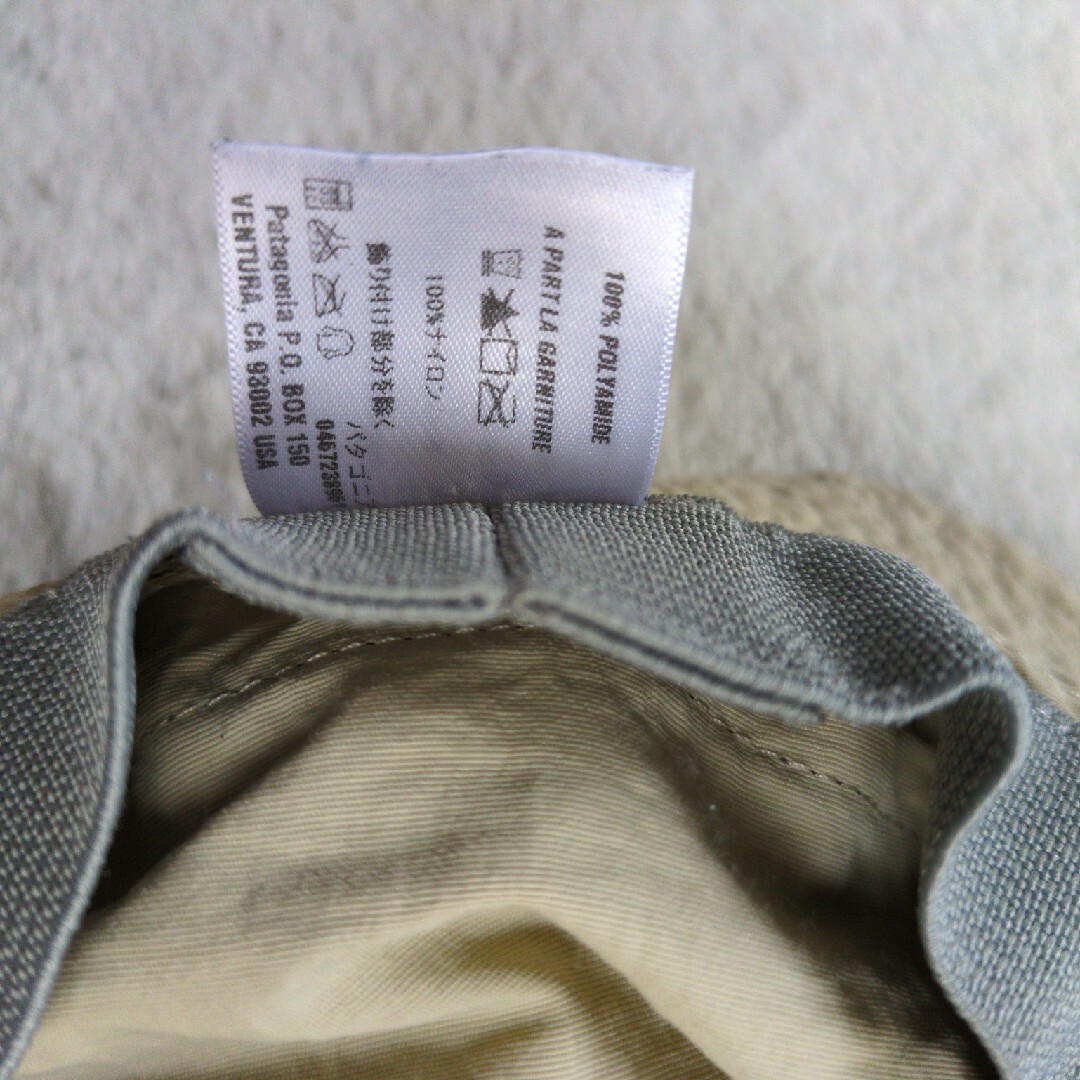 100% POLYAMIDE
A PART LA GARNITURE
100%ナイロン
飾り付け部分を除く
パタゴニア
046723896
Patagonia P.O. BOX 150
VENTURA, CA 93002 USA